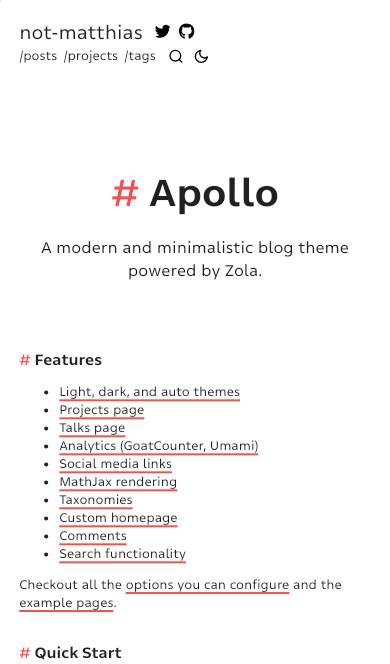 not-matthias
/posts /projects /tags
# Apollo
A modern and minimalistic blog theme
powered by Zola.
# Features
• Light, dark, and auto themes
• Projects page
• Talks page
• Analytics (GoatCounter, Umami)
• Social media links
• MathJax rendering
• Taxonomies
• Custom homepage
• Comments
• Search functionality
Checkout all the options you can configure and the
example pages.
# Quick Start